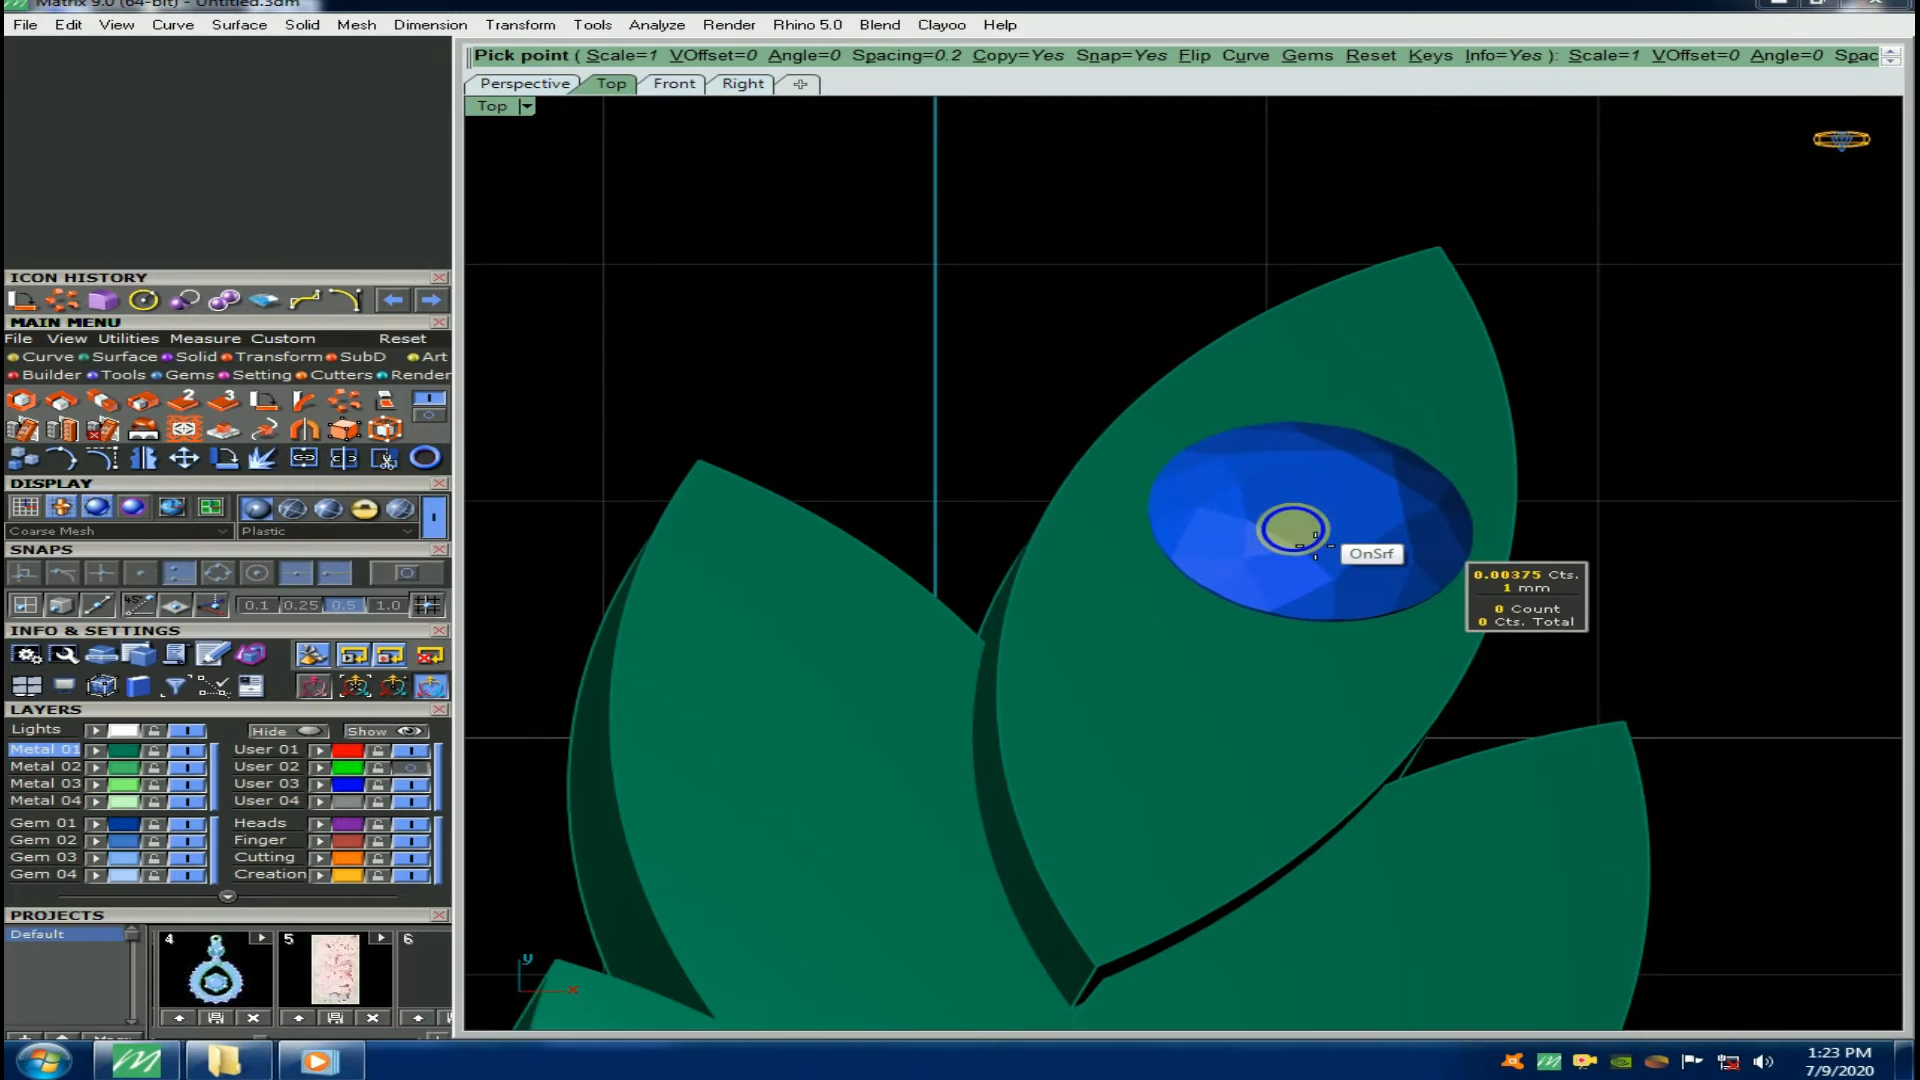 Matrix 9.0 (64-bit) - Untitled.3dm
File Edit View Curve Surface Solid Mesh Dimension Transform Tools Analyze Render Rhino 5.0 Blend Clayoo Help
Pick point ( Scale=1 VOffset=0 Angle=0 Spacing=0.2 Copy=Yes Snap=Yes Flip Curve Gems Reset Keys Info=Yes ): Scale=1 VOffset=0 Angle=0 Spac
Perspective Top Front Right
Top
OnSrf
0.00375 Cts.
1 mm
0 Count
0 Cts. Total
y
x
ICON HISTORY
MAIN MENU
File View Utilities Measure Custom Reset
Curve Surface Solid Transform SubD Art
Builder Tools Gems Setting Cutters Render
2 3
DISPLAY
Coarse Mesh Plastic
SNAPS
45° 0.1 0.25 0.5 1.0
INFO & SETTINGS
LAYERS
Lights Hide Show
Metal 01 User 01
Metal 02 User 02
Metal 03 User 03
Metal 04 User 04
Gem 01 Heads
Gem 02 Finger
Gem 03 Cutting
Gem 04 Creation
PROJECTS
Default
4 5 6
1:23 PM
7/9/2020